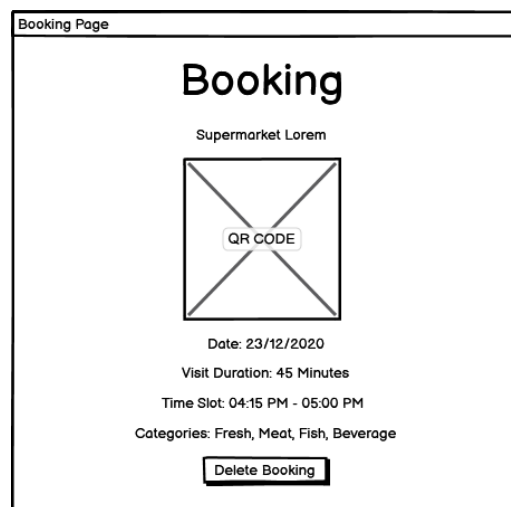 Booking Page
Booking
Supermarket Lorem
QR CODE
Date: 23/12/2020
Visit Duration: 45 Minutes
Time Slot: 04:15 PM - 05:00 PM
Categories: Fresh, Meat, Fish, Beverage
Delete Booking